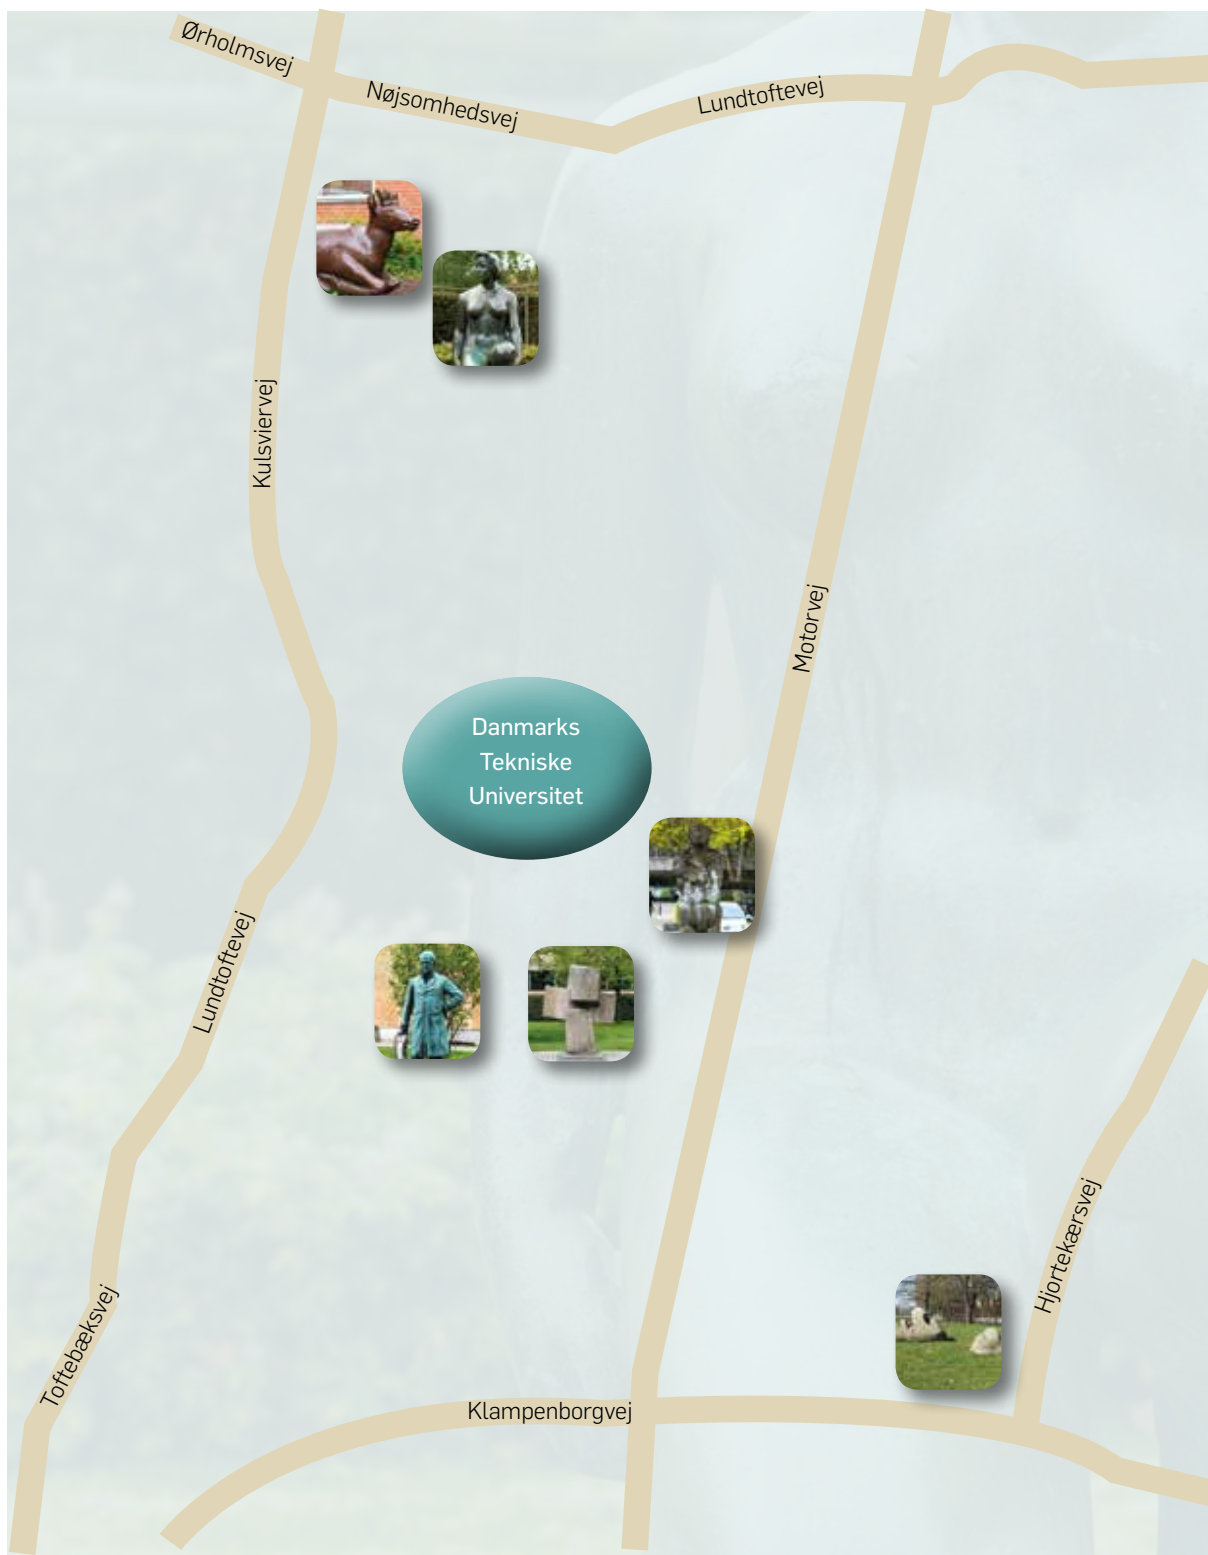 Ørholmsvej
Nøjsomhedsvej
Lundtoftevej
Kulsviervej
Motorvej
Danmarks
Tekniske
Universitet
Lundtoftevej
Hjortekærsvej
Toftebæksvej
Klampenborgvej